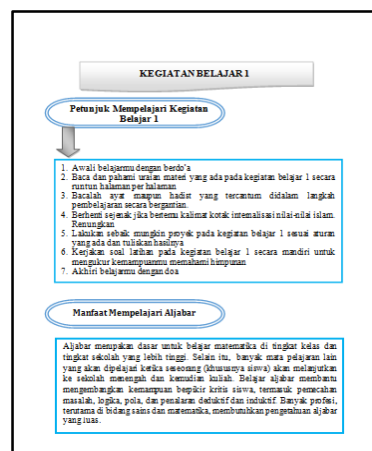 KEGIATAN BELAJAR 1
Petunjuk Mempelajari Kegiatan
Belajar 1
1. Awali belajarmu dengan berdo'a
2. Baca dan pahami uraian materi yang ada pada kegiatan belajar 1 secara
runtun halaman per halaman
3. Bacalah ayat maupun hadist yang tercantum didalam langkah
pembelajaran secara bergantian.
4. Berhenti sejenak jika bertemu kalimat kotak internalisasi nilai-nilai islam.
Renungkan
5. Lakukan sebaik mungkin proyek pada kegiatan belajar 1 sesuai aturan
yang ada dan tuliskan hasilnya
6. Kerjakan soal latihan pada kegiatan belajar 1 secara mandiri untuk
mengukur kemampuanmu memahami himpunan
7. Akhiri belajarmu dengan doa
Manfaat Mempelajari Aljabar
Aljabar merupakan dasar untuk belajar matematika di tingkat kelas dan
tingkat sekolah yang lebih tinggi. Selain itu, banyak mata pelajaran lain
yang akan dipelajari ketika seseorang (khususnya siswa) akan melanjutkan
ke sekolah menengah dan kemudian kuliah. Belajar aljabar membantu
mengembangkan kemampuan berpikir kritis siswa, termasuk pemecahan
masalah, logika, pola, dan penalaran deduktif dan induktif. Banyak profesi,
terutama di bidang sains dan matematika, membutuhkan pengetahuan aljabar
yang luas.